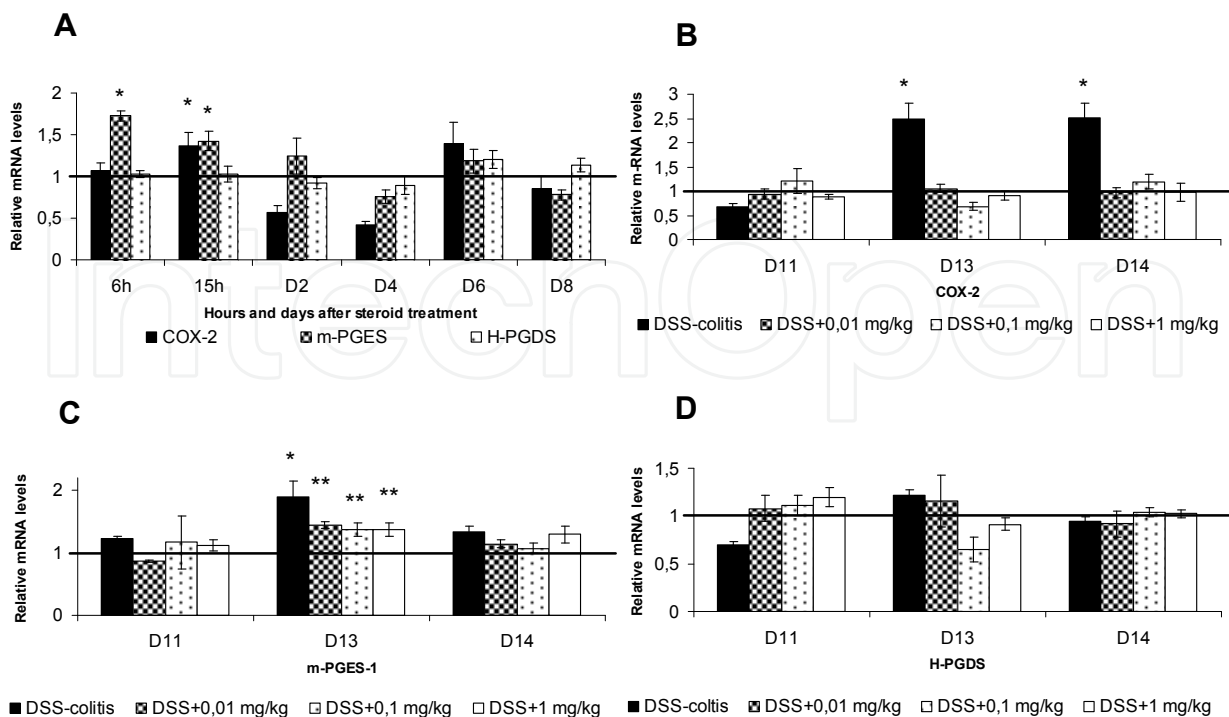 A
Relative mRNA levels
2
1,5
1
0,5
0
* * *
6h 15h D2 D4 D6 D8
Hours and days after steroid treatment
COX-2 m-PGES H-PGDS
B
Relative m-RNA levels
3
2,5
2
1,5
1
0,5
0
* *
D11 D13 D14
COX-2
DSS-colitis DSS+0,01 mg/kg DSS+0,1 mg/kg DSS+1 mg/kg
IntechOpen
C
Relative mRNA levels
2
1
0
* ** ** **
D11 D13 D14
m-PGES-1
DSS-colitis DSS+0,01 mg/kg DSS+0,1 mg/kg DSS+1 mg/kg
D
Relative mRNA levels
1,5
1
0,5
0
D11 D13 D14
H-PGDS
DSS-coltis DSS+0,01 mg/kg DSS+0,1 mg/kg DSS+1 mg/kg